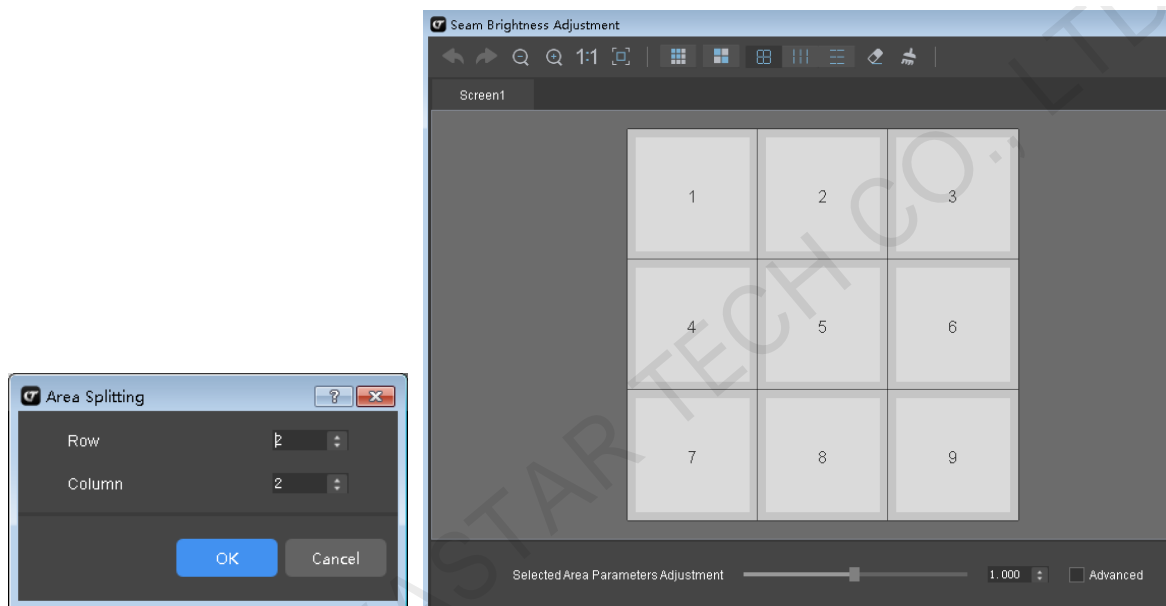 Area Splitting
Row 2
Column 2
OK Cancel
Seam Brightness Adjustment
1:1
Screen1
1 2 3
4 5 6
7 8 9
Selected Area Parameters Adjustment 1.000 Advanced
ASTAR TECH CO., LTD